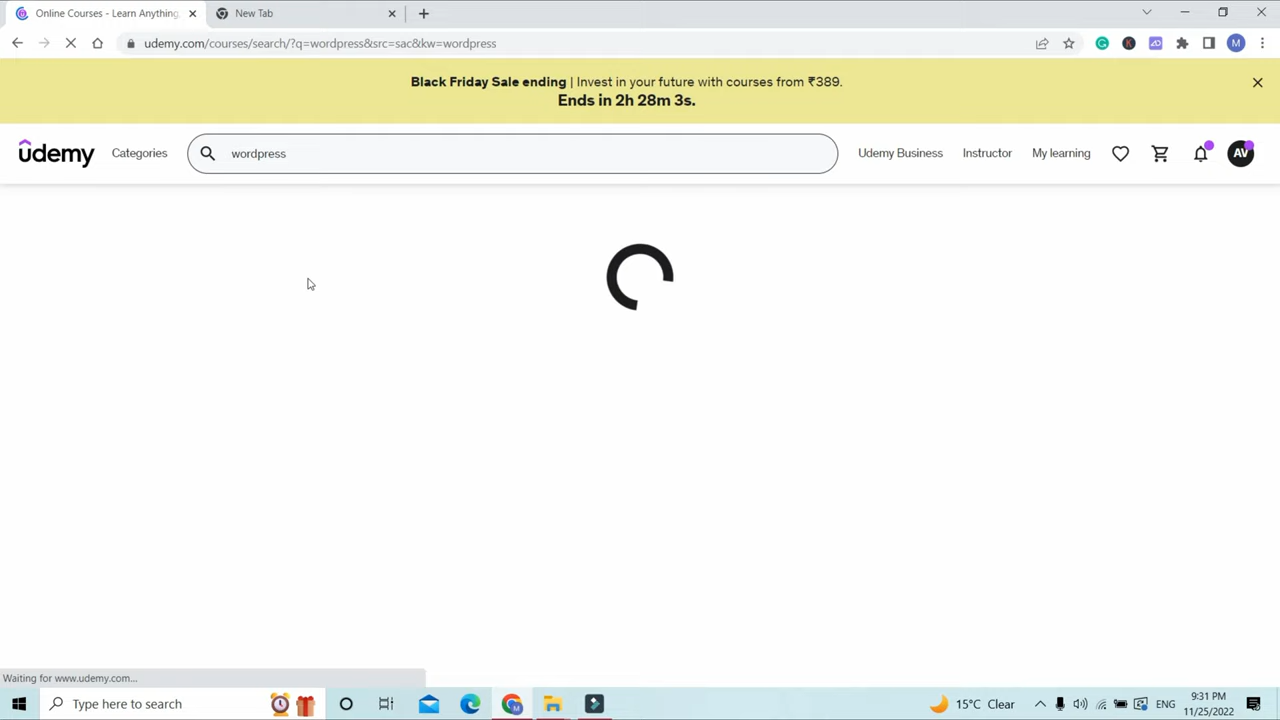 Online Courses - Learn Anything,
New Tab
udemy.com/courses/search/?q=wordpress&src=sac&kw=wordpress
M
Black Friday Sale ending | Invest in your future with courses from ₹389.
Ends in 2h 28m 3s.
udemy
Categories
wordpress
Udemy Business
Instructor
My learning
AV
Waiting for www.udemy.com...
Type here to search
15°C Clear
ENG
9:31 PM
11/25/2022